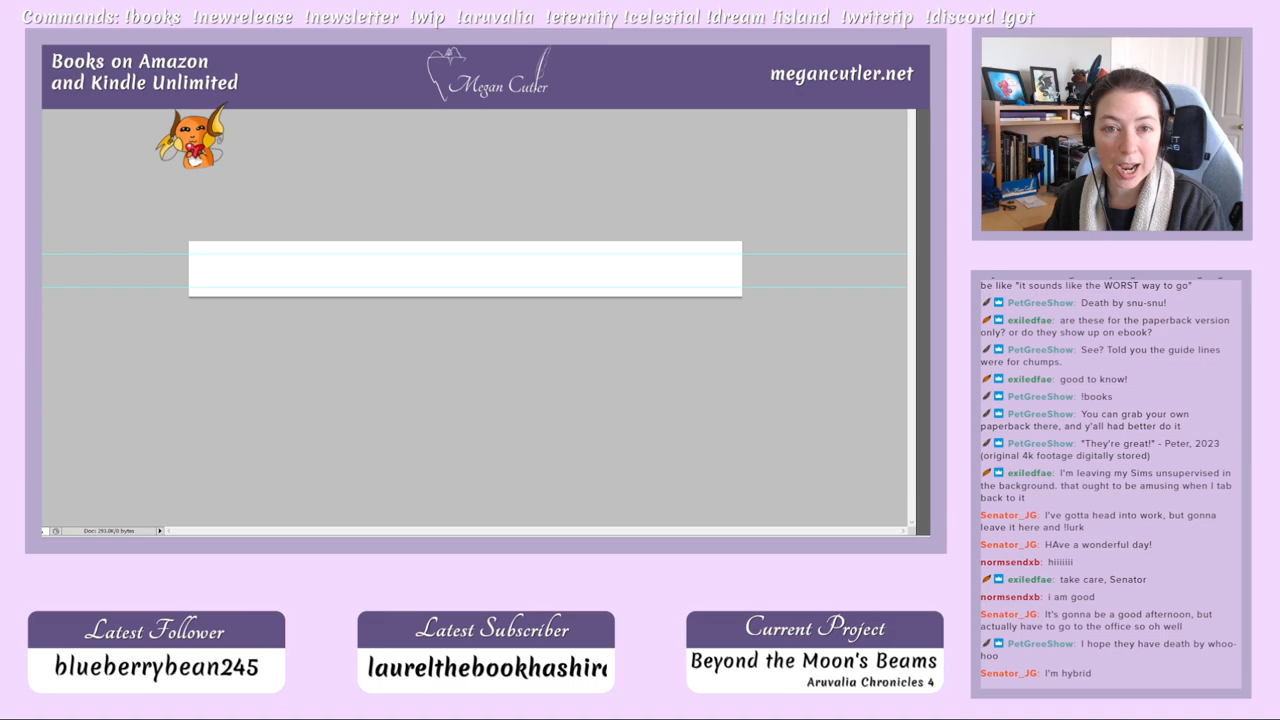 Commands: !books !newrelease !newsletter !wip !aruvalia !eternity !celestial !dream !island !writetip !discord !got
Books on Amazon
and Kindle Unlimited
Megan Cutler
megancutler.net
Doc: 293.0K/0 bytes
be like "it sounds like the WORST way to go"
PetGreeShow: Death by snu-snu!
exiledfae: are these for the paperback version
only? or do they show up on ebook?
PetGreeShow: See? Told you the guide lines
were for chumps.
exiledfae: good to know!
PetGreeShow: !books
PetGreeShow: You can grab your own
paperback there, and y'all had better do it
PetGreeShow: "They're great!" - Peter, 2023
(original 4k footage digitally stored)
exiledfae: I'm leaving my Sims unsupervised in
the background. that ought to be amusing when I tab
back to it
Senator_JG: I've gotta head into work, but gonna
leave it here and !lurk
Senator_JG: HAve a wonderful day!
normsendxb: hiiiiiii
exiledfae: take care, Senator
normsendxb: i am good
Senator_JG: It's gonna be a good afternoon, but
actually have to go to the office so oh well
PetGreeShow: I hope they have death by whoo-
hoo
Senator_JG: I'm hybrid
Latest Follower
blueberrybean245
Latest Subscriber
laurelthebookhashira
Current Project
Beyond the Moon's Beams
Aruvalia Chronicles 4